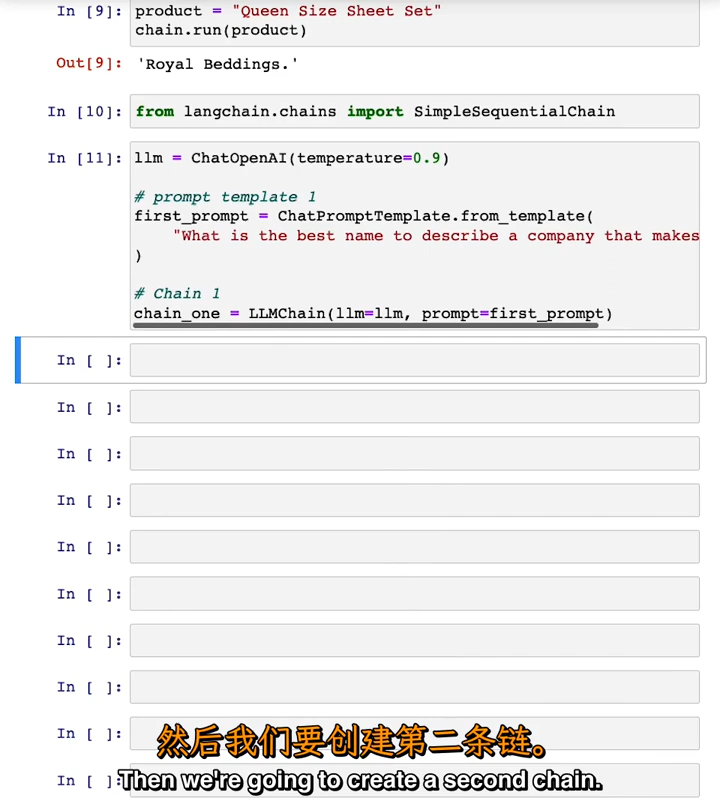 In [9]: product = "Queen Size Sheet Set"
chain.run(product)
Out[9]: 'Royal Beddings.'
In [10]: from langchain.chains import SimpleSequentialChain
In [11]: llm = ChatOpenAI(temperature=0.9)
# prompt template 1
first_prompt = ChatPromptTemplate.from_template(
"What is the best name to describe a company that makes
)
# Chain 1
chain_one = LLMChain(llm=llm, prompt=first_prompt)
In [ ]:
In [ ]:
In [ ]:
In [ ]:
In [ ]:
In [ ]:
In [ ]:
In [ ]:
In [ ]:
然后我们要创建第二条链。
In [ ]:
Then we're going to create a second chain.